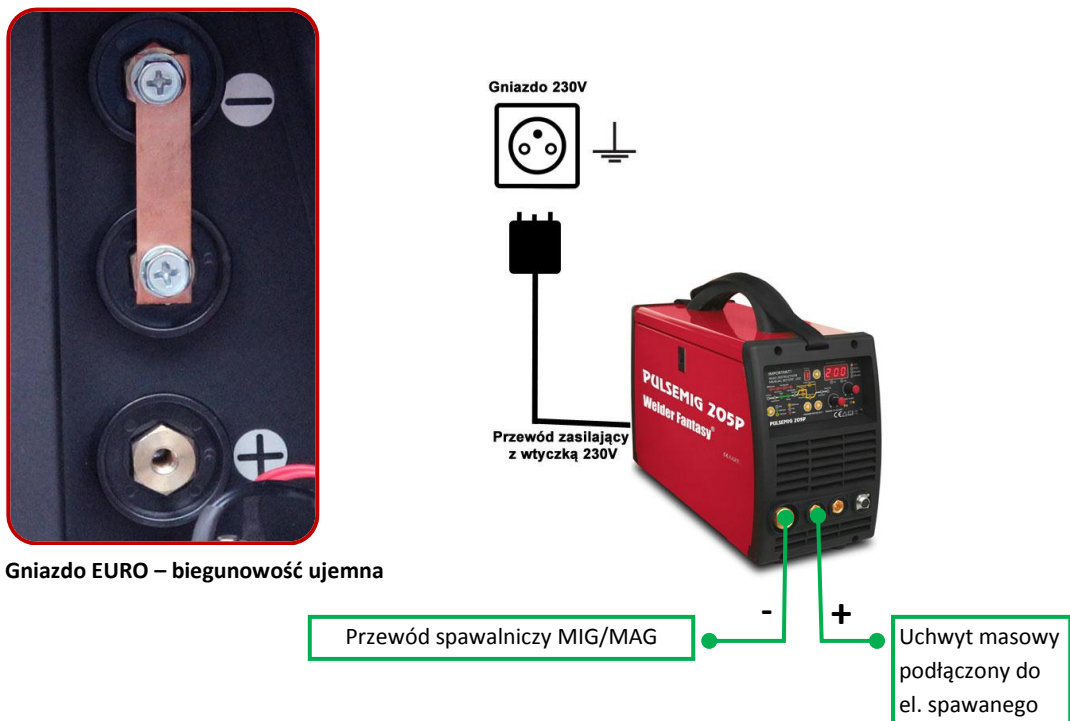 Gniazdo 230V
PULSEMIG 205P
Welder Fantasy®
200
PULSEMIG 205P
Przewód zasilający
z wtyczką 230V
Gniazdo EURO – biegunowość ujemna
- +
Przewód spawalniczy MIG/MAG
Uchwyt masowy
podłączony do
el. spawanego